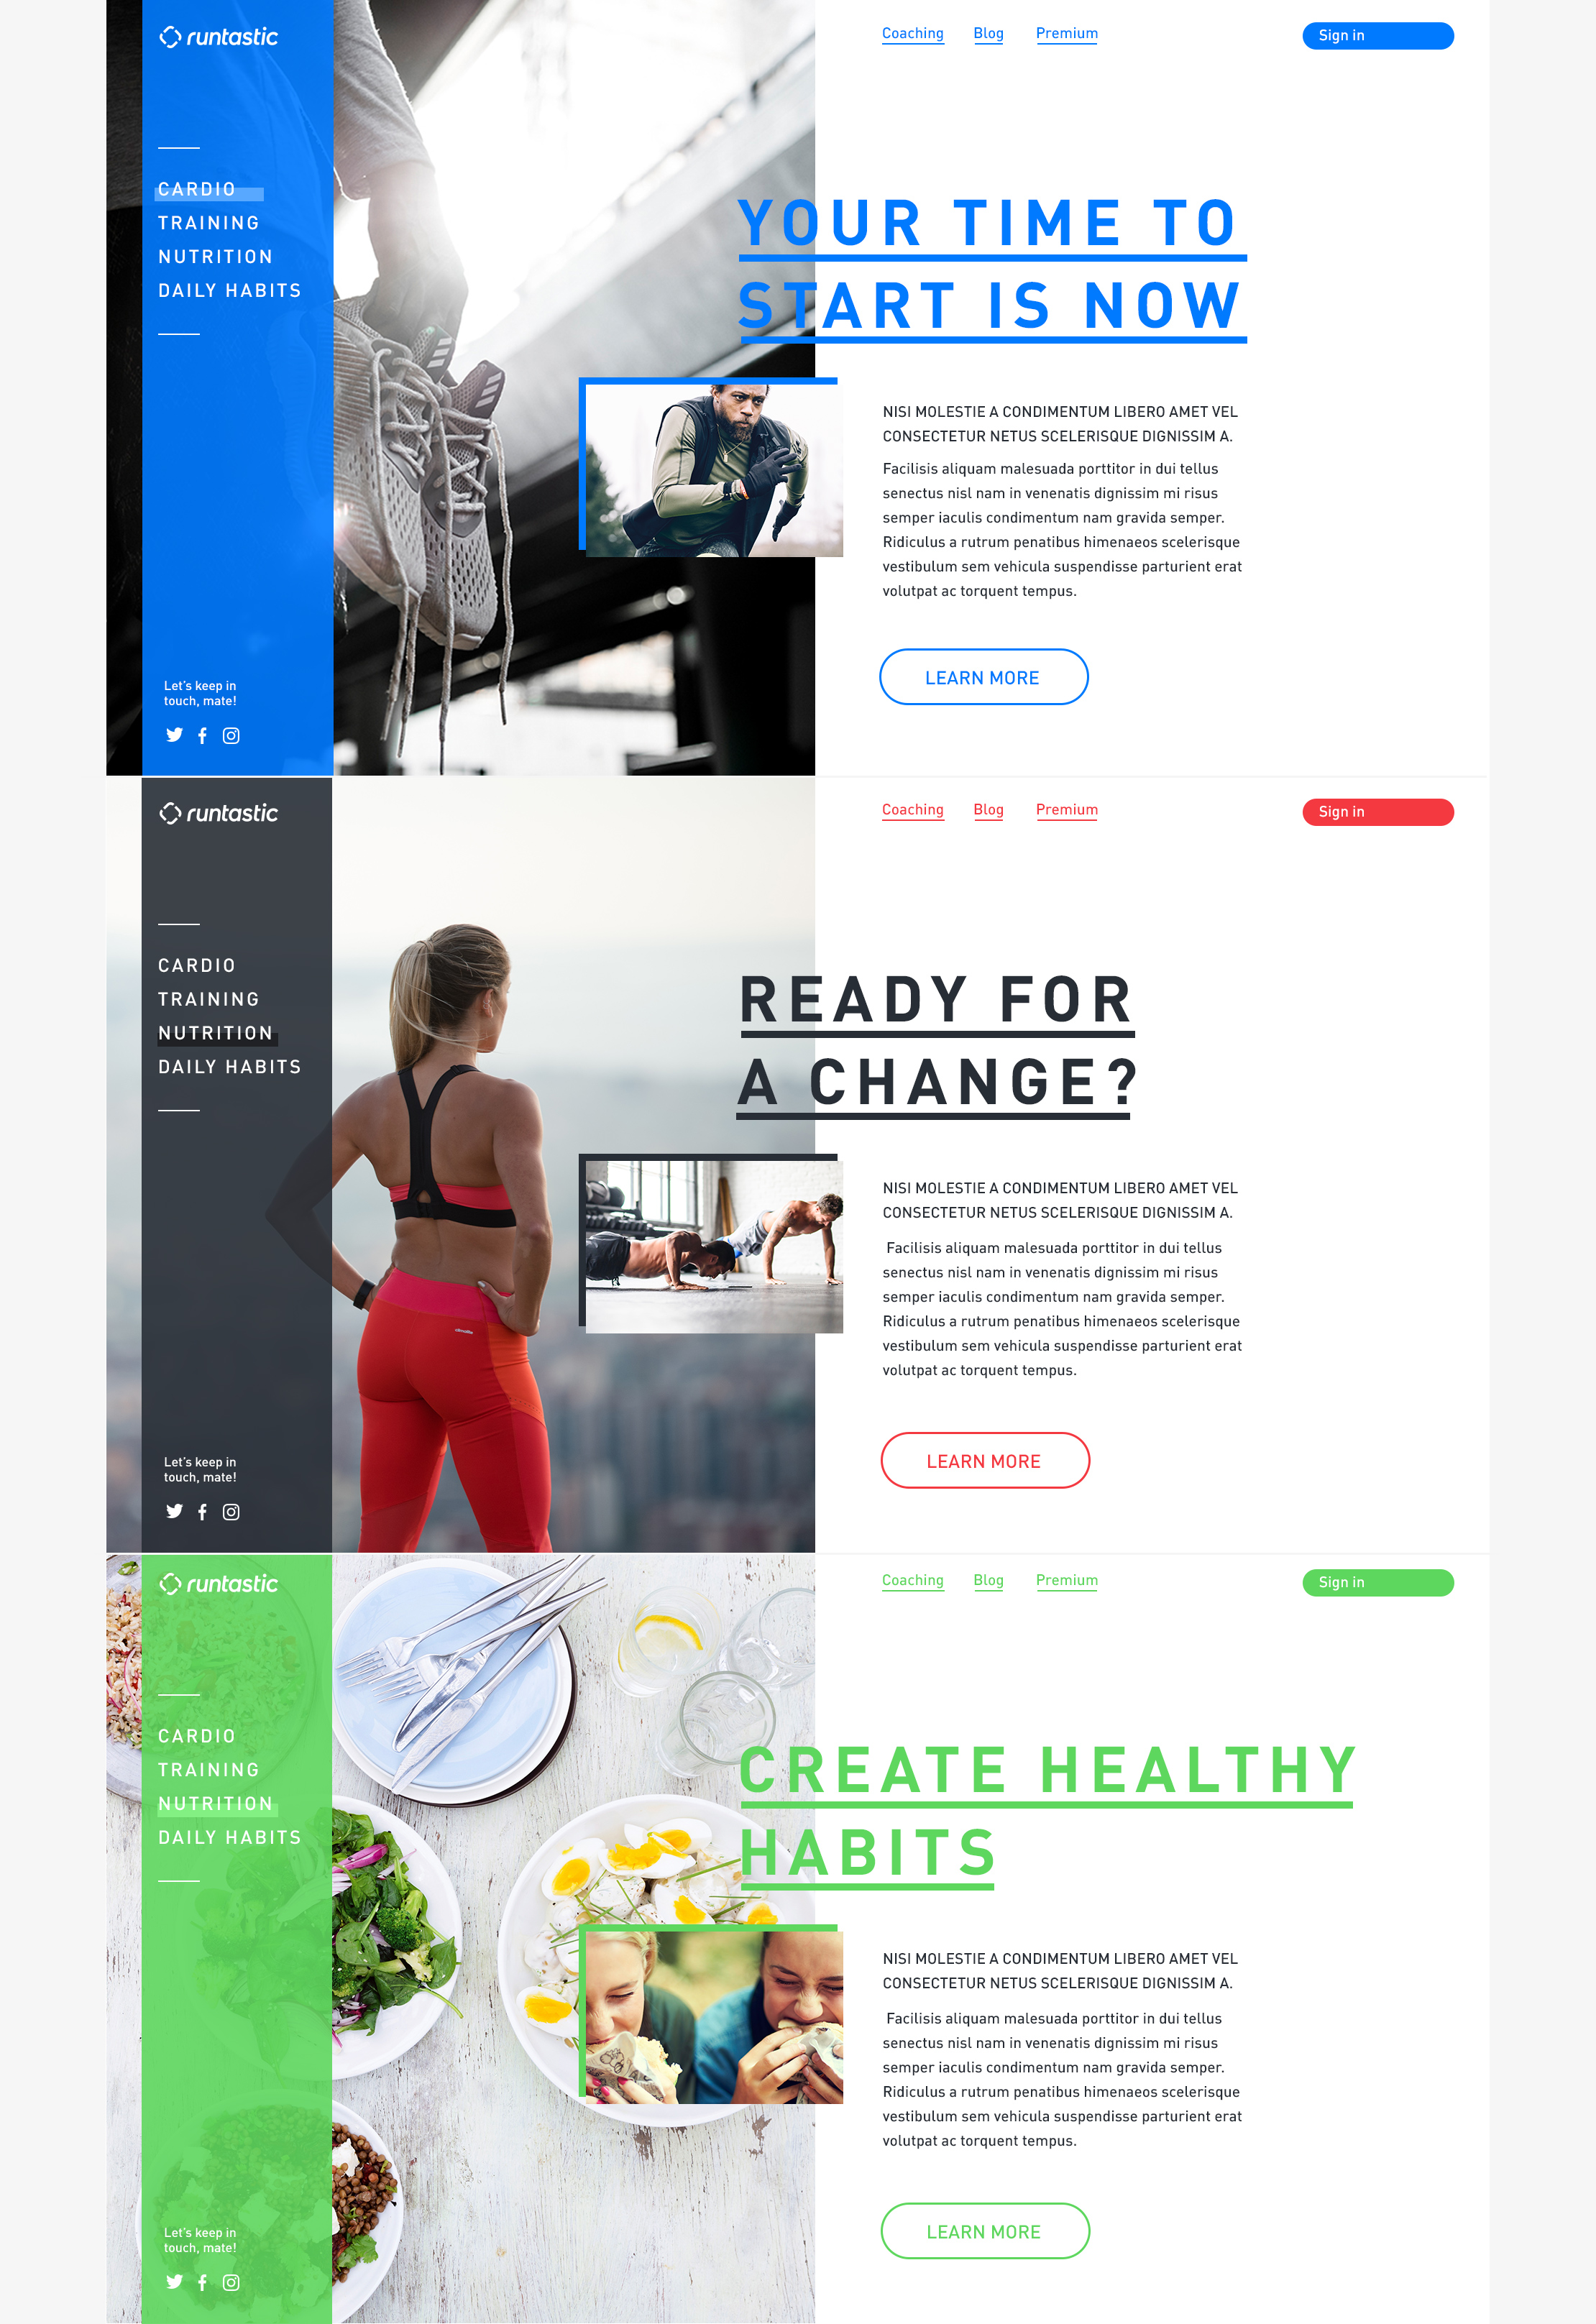 runtastic
Coaching Blog Premium
Sign in
CARDIO
TRAINING
NUTRITION
DAILY HABITS
YOUR TIME TO
START IS NOW
NISI MOLESTIE A CONDIMENTUM LIBERO AMET VEL
CONSECTETUR NETUS SCELERISQUE DIGNISSIM A.
Facilisis aliquam malesuada porttitor in dui tellus
senectus nisl nam in venenatis dignissim mi risus
semper iaculis condimentum nam gravida semper.
Ridiculus a rutrum penatibus himenaeos scelerisque
vestibulum sem vehicula suspendisse parturient erat
volutpat ac torquent tempus.
LEARN MORE
Let's keep in
touch, mate!
runtastic
Coaching Blog Premium
Sign in
CARDIO
TRAINING
NUTRITION
DAILY HABITS
READY FOR
A CHANGE?
NISI MOLESTIE A CONDIMENTUM LIBERO AMET VEL
CONSECTETUR NETUS SCELERISQUE DIGNISSIM A.
Facilisis aliquam malesuada porttitor in dui tellus
senectus nisl nam in venenatis dignissim mi risus
semper iaculis condimentum nam gravida semper.
Ridiculus a rutrum penatibus himenaeos scelerisque
vestibulum sem vehicula suspendisse parturient erat
volutpat ac torquent tempus.
LEARN MORE
Let's keep in
touch, mate!
runtastic
Coaching Blog Premium
Sign in
CARDIO
TRAINING
NUTRITION
DAILY HABITS
CREATE HEALTHY
HABITS
NISI MOLESTIE A CONDIMENTUM LIBERO AMET VEL
CONSECTETUR NETUS SCELERISQUE DIGNISSIM A.
Facilisis aliquam malesuada porttitor in dui tellus
senectus nisl nam in venenatis dignissim mi risus
semper iaculis condimentum nam gravida semper.
Ridiculus a rutrum penatibus himenaeos scelerisque
vestibulum sem vehicula suspendisse parturient erat
volutpat ac torquent tempus.
LEARN MORE
Let's keep in
touch, mate!